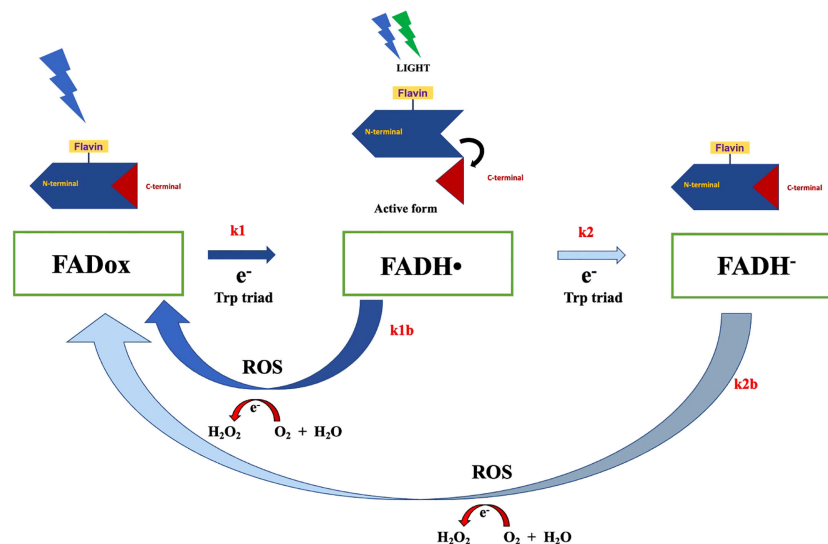 LIGHT
Flavin
N-terminal
C-terminal
Active form
Flavin
N-terminal
C-terminal
Flavin
N-terminal
C-terminal
FADox
k1
e⁻
Trp triad
FADH•
k2
e⁻
Trp triad
FADH⁻
k1b
ROS
e⁻
H₂O₂ O₂ + H₂O
k2b
ROS
e⁻
H₂O₂ O₂ + H₂O